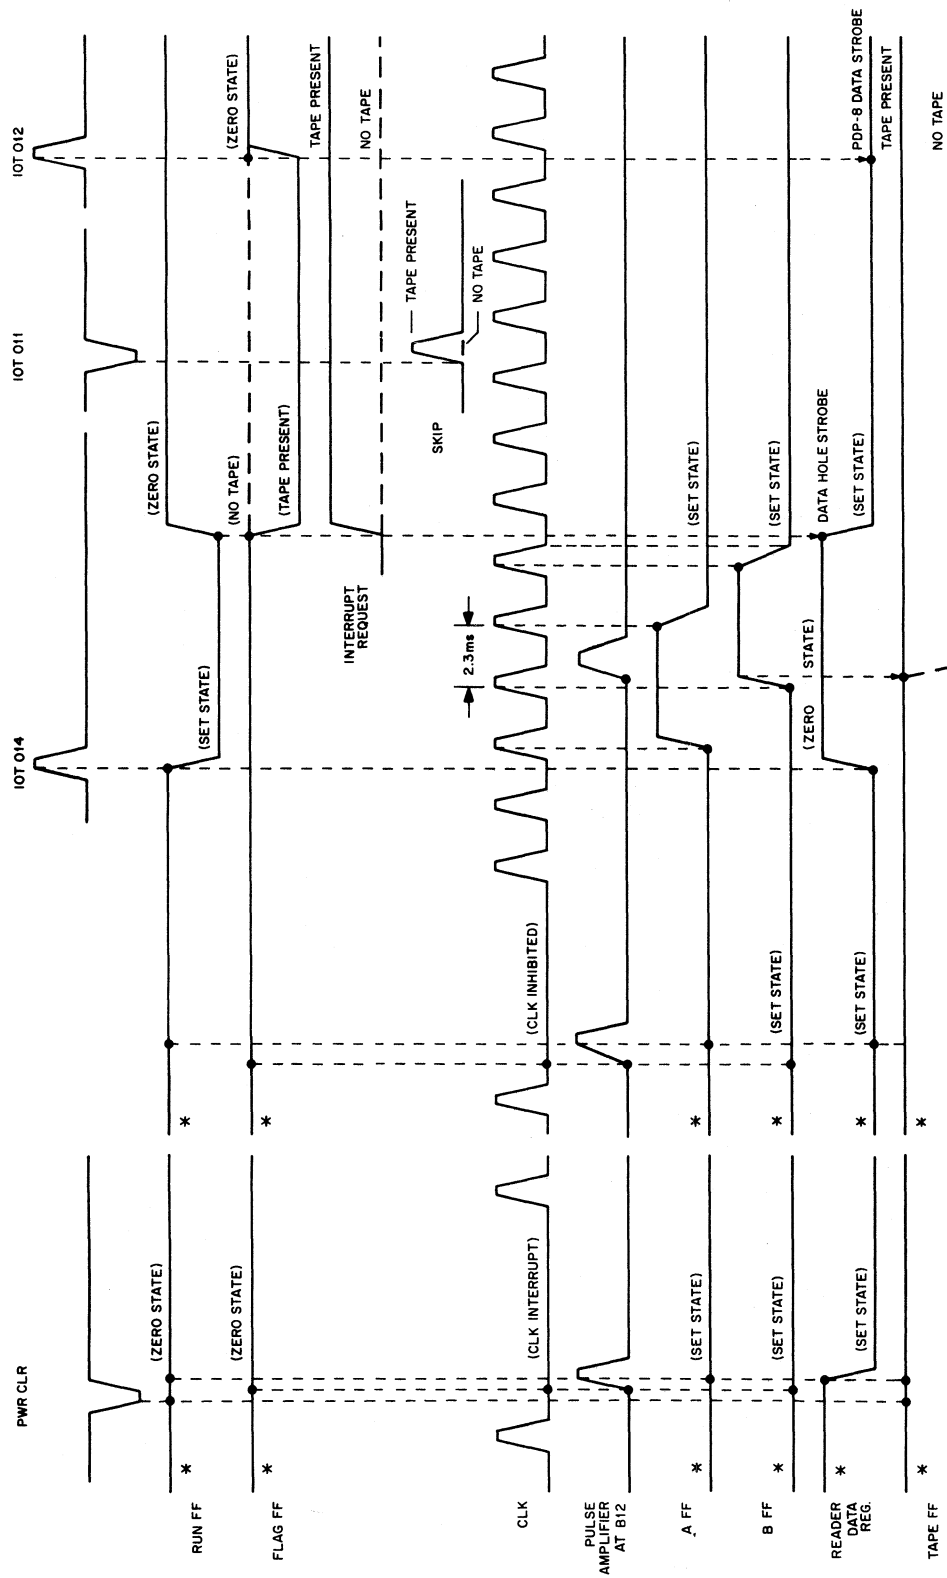 PWR CLR
IOT 014
IOT 011
IOT 012
RUN FF
*
(ZERO STATE)
*
(SET STATE)
(ZERO STATE)
FLAG FF
*
(ZERO STATE)
*
(NO TAPE)
(TAPE PRESENT)
(ZERO STATE)
INTERRUPT
REQUEST
TAPE PRESENT
NO TAPE
SKIP
TAPE PRESENT
NO TAPE
CLK
(CLK INTERRUPT)
(CLK INHIBITED)
2.3ms
PULSE
AMPLIFIER
AT B12
A FF
*
(SET STATE)
*
(SET STATE)
B FF
*
(SET STATE)
*
(SET STATE)
(SET STATE)
READER
DATA
REG.
*
(SET STATE)
*
(SET STATE)
(ZERO STATE)
DATA HOLE STROBE
(SET STATE)
PDP-8 DATA STROBE
TAPE FF
*
*
TAPE PRESENT
NO TAPE